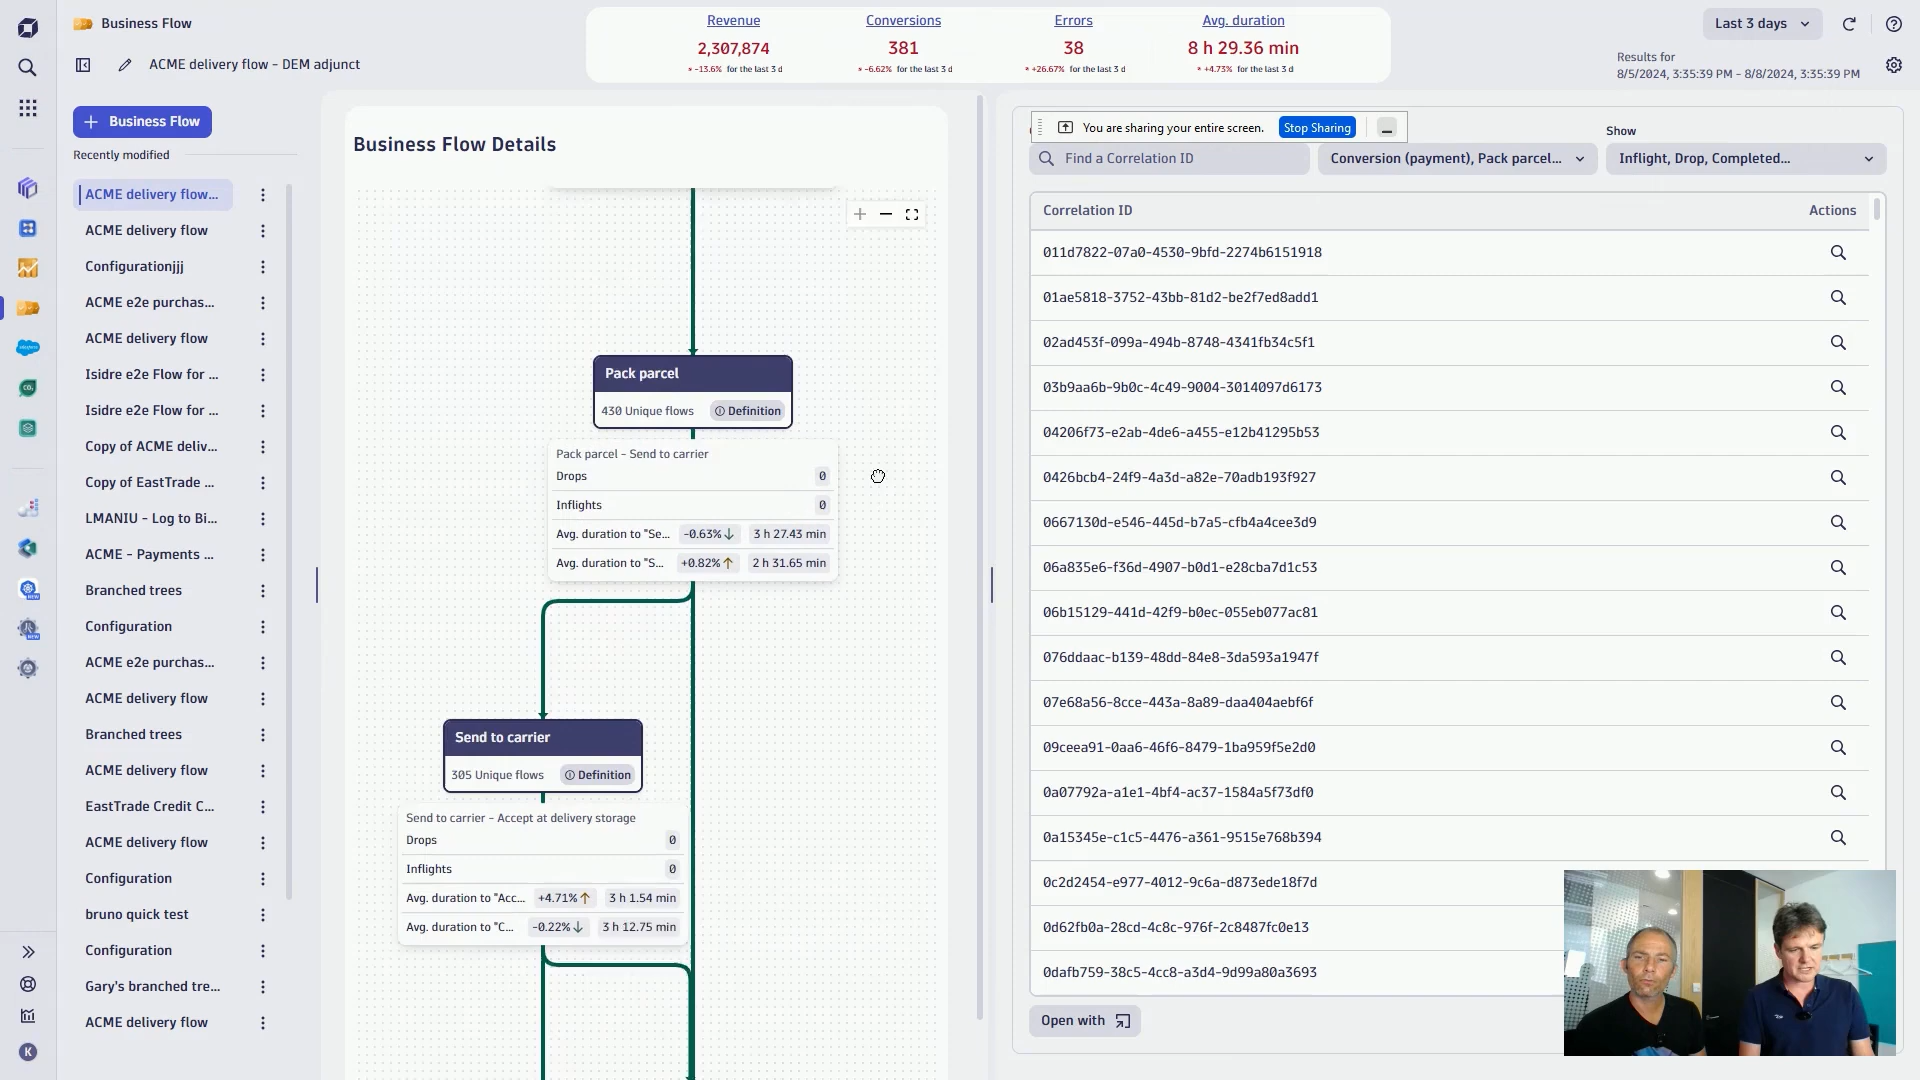 Business Flow
ACME delivery flow - DEM adjunct
Revenue
2,307,874
-13.6% for the last 3 d
Conversions
381
-6.62% for the last 3 d
Errors
38
+26.67% for the last 3 d
Avg. duration
8 h 29.36 min
+4.73% for the last 3 d
Last 3 days
Results for
8/5/2024, 3:35:39 PM - 8/8/2024, 3:35:39 PM
Business Flow
Recently modified
ACME delivery flow...
ACME delivery flow
Configurationjjj
ACME e2e purchas...
ACME delivery flow
Isidre e2e Flow for ...
Isidre e2e Flow for ...
Copy of ACME deliv...
Copy of EastTrade ...
LMANIU - Log to Bi...
ACME - Payments ...
Branched trees
Configuration
ACME e2e purchas...
ACME delivery flow
Branched trees
ACME delivery flow
EastTrade Credit C...
ACME delivery flow
Configuration
bruno quick test
Configuration
Gary's branched tre...
ACME delivery flow
NEW
NEW
K
Business Flow Details
Pack parcel
430 Unique flows
Definition
Pack parcel - Send to carrier
Drops
0
Inflights
0
Avg. duration to "Se... -0.63% 3 h 27.43 min
Avg. duration to "S... +0.82% 2 h 31.65 min
Send to carrier
305 Unique flows
Definition
Send to carrier - Accept at delivery storage
Drops
0
Inflights
0
Avg. duration to "Acc... +4.71% 3 h 1.54 min
Avg. duration to "C... -0.22% 3 h 12.75 min
You are sharing your entire screen.
Stop Sharing
Show
Find a Correlation ID
Conversion (payment), Pack parcel...
Inflight, Drop, Completed...
Correlation ID
Actions
011d7822-07a0-4530-9bfd-2274b6151918
01ae5818-3752-43bb-81d2-be2f7ed8add1
02ad453f-099a-494b-8748-4341fb34c5f1
03b9aa6b-9b0c-4c49-9004-3014097d6173
04206f73-e2ab-4de6-a455-e12b41295b53
0426bcb4-24f9-4a3d-a82e-70adb193f927
0667130d-e546-445d-b7a5-cfb4a4cee3d9
06a835e6-f36d-4907-b0d1-e28cba7d1c53
06b15129-441d-42f9-b0ec-055eb077ac81
076ddaac-b139-48dd-84e8-3da593a1947f
07e68a56-8cce-443a-8a89-daa404aebf6f
09ceea91-0aa6-46f6-8479-1ba959f5e2d0
0a07792a-a1e1-4bf4-ac37-1584a5f73df0
0a15345e-c1c5-4476-a361-9515e768b394
0c2d2454-e977-4012-9c6a-d873ede18f7d
0d62fb0a-28cd-4c8c-976f-2c8487fc0e13
0dafb759-38c5-4cc8-a3d4-9d99a80a3693
Open with